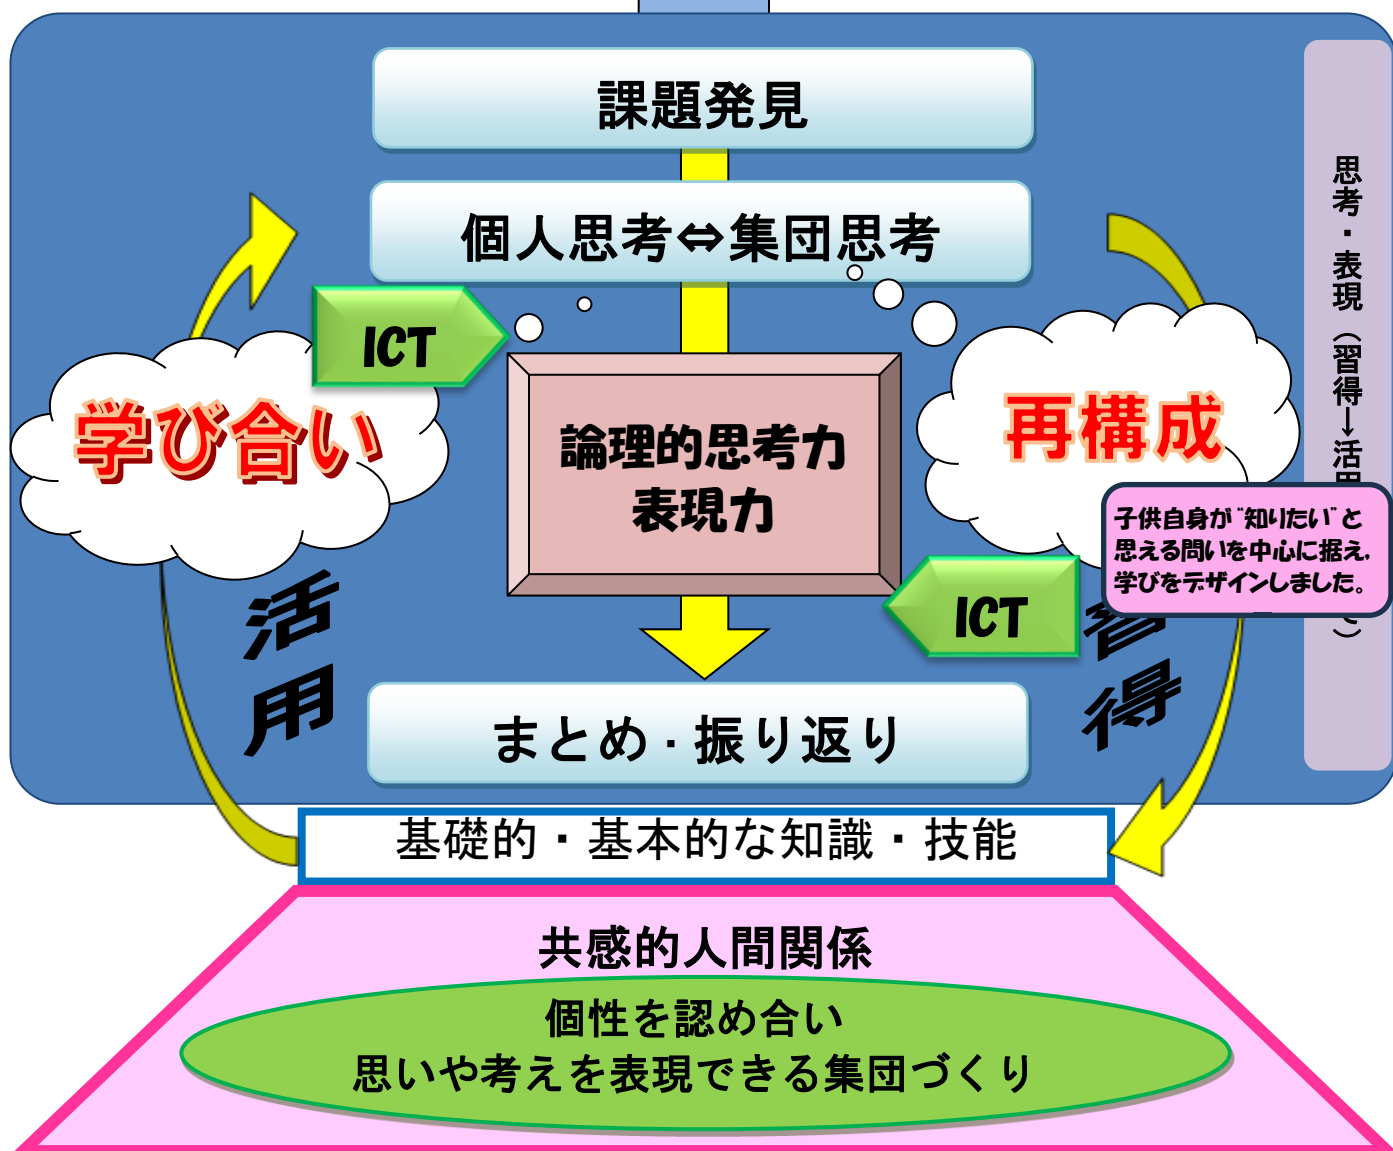 課題発見
個人思考⇔集団思考
ICT
学び合い
再構成
論理的思考力
表現力
思考・表現（習得→活用
子供自身が“知りたい”と
思える問いを中心に据え、
学びをデザインしました。
ICT
活用
習得
まとめ・振り返り
基礎的・基本的な知識・技能
共感的人間関係
個性を認め合い
思いや考えを表現できる集団づくり